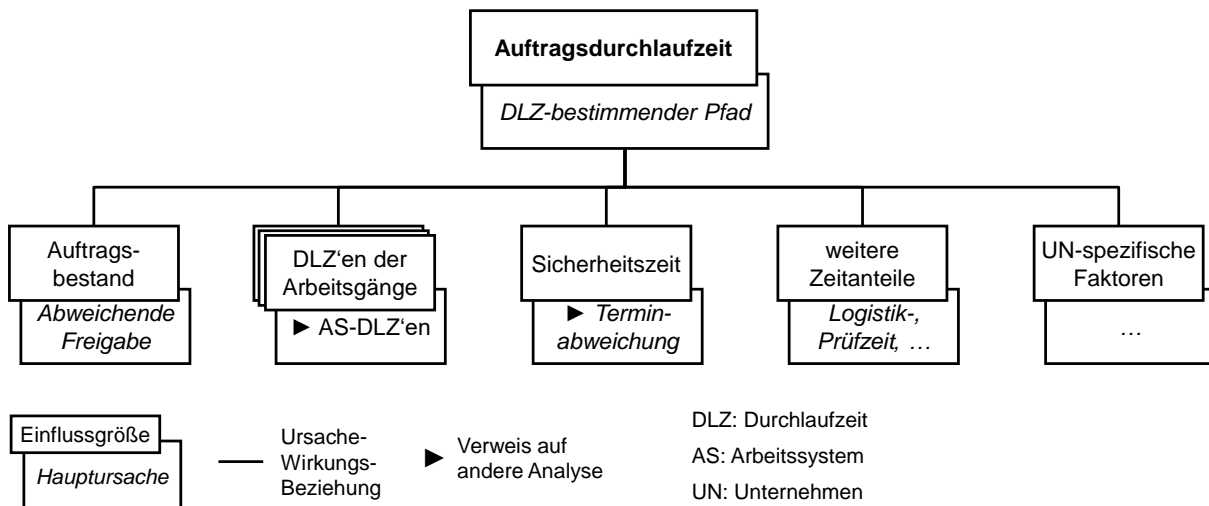 Auftragsdurchlaufzeit
DLZ-bestimmender Pfad
Auftrags-
bestand
Abweichende
Freigabe
DLZ‘en der
Arbeitsgänge
► AS-DLZ‘en
Sicherheitszeit
► Termin-
abweichung
weitere
Zeitanteile
Logistik-,
Prüfzeit, …
UN-spezifische
Faktoren
…
Einflussgröße
Hauptursache
Ursache-
Wirkungs-
Beziehung
► Verweis auf
andere Analyse
DLZ: Durchlaufzeit
AS: Arbeitssystem
UN: Unternehmen